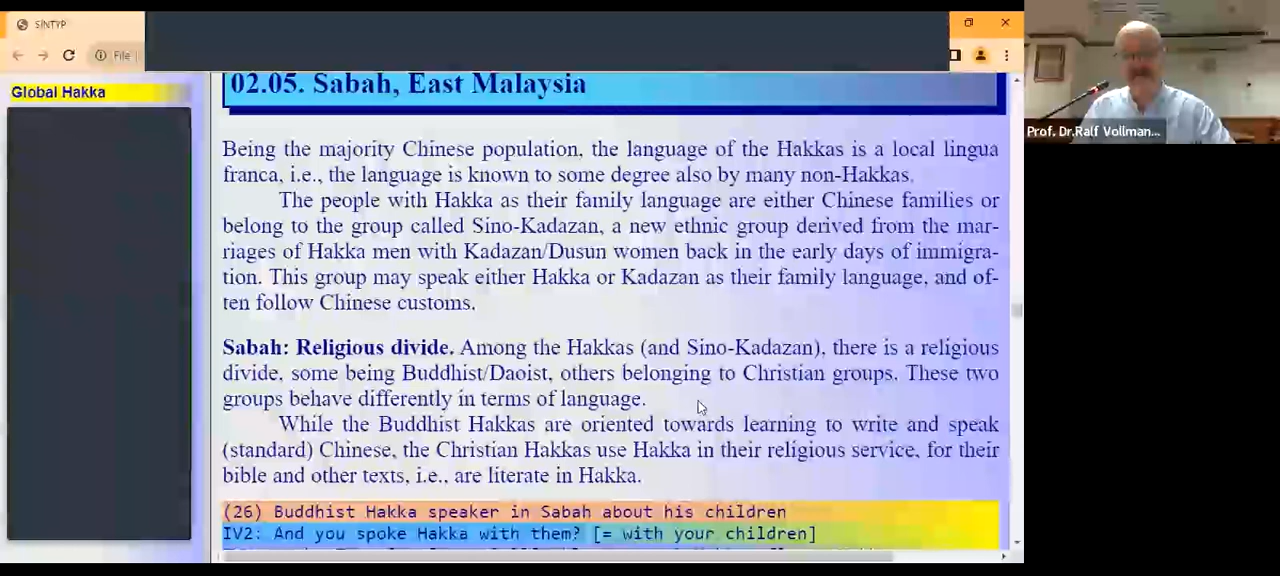 SINTYP
File
Global Hakka
02.05. Sabah, East Malaysia
Being the majority Chinese population, the language of the Hakkas is a local lingua
franca, i.e., the language is known to some degree also by many non-Hakkas.
The people with Hakka as their family language are either Chinese families or
belong to the group called Sino-Kadazan, a new ethnic group derived from the mar-
riages of Hakka men with Kadazan/Dusun women back in the early days of immigra-
tion. This group may speak either Hakka or Kadazan as their family language, and of-
ten follow Chinese customs.
Sabah: Religious divide. Among the Hakkas (and Sino-Kadazan), there is a religious
divide, some being Buddhist/Daoist, others belonging to Christian groups. These two
groups behave differently in terms of language.
While the Buddhist Hakkas are oriented towards learning to write and speak
(standard) Chinese, the Christian Hakkas use Hakka in their religious service, for their
bible and other texts, i.e., are literate in Hakka.
(26) Buddhist Hakka speaker in Sabah about his children
IV2: And you spoke Hakka with them? [= with your children]
Prof. Dr.Ralf Vollman...